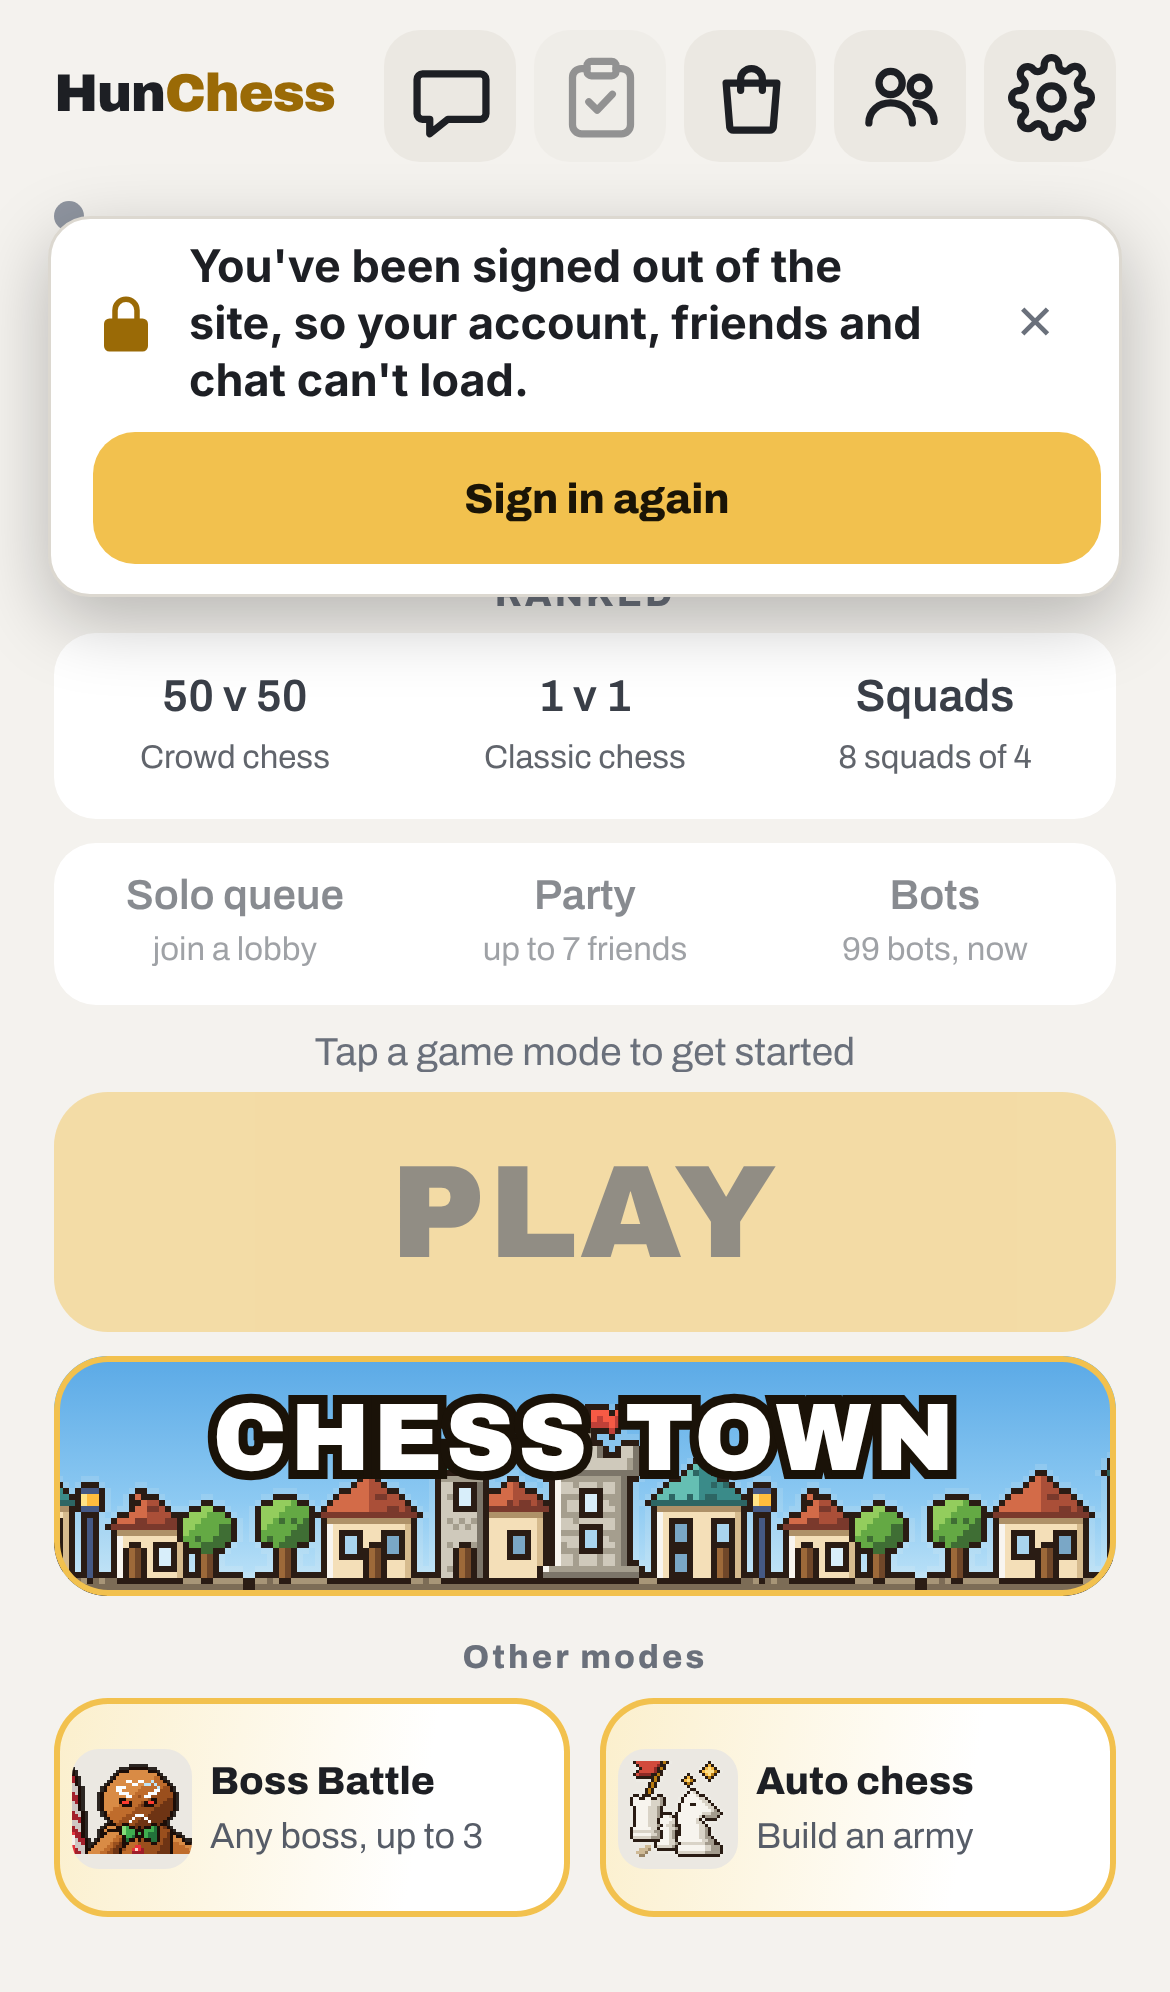 HunChess
You've been signed out of the
site, so your account, friends and
chat can't load.
Sign in again
RANKED
50 v 50
1 v 1
Squads
Crowd chess
Classic chess
8 squads of 4
Solo queue
Party
Bots
join a lobby
up to 7 friends
99 bots, now
Tap a game mode to get started
PLAY
CHESS TOWN
Other modes
Boss Battle
Any boss, up to 3
Auto chess
Build an army